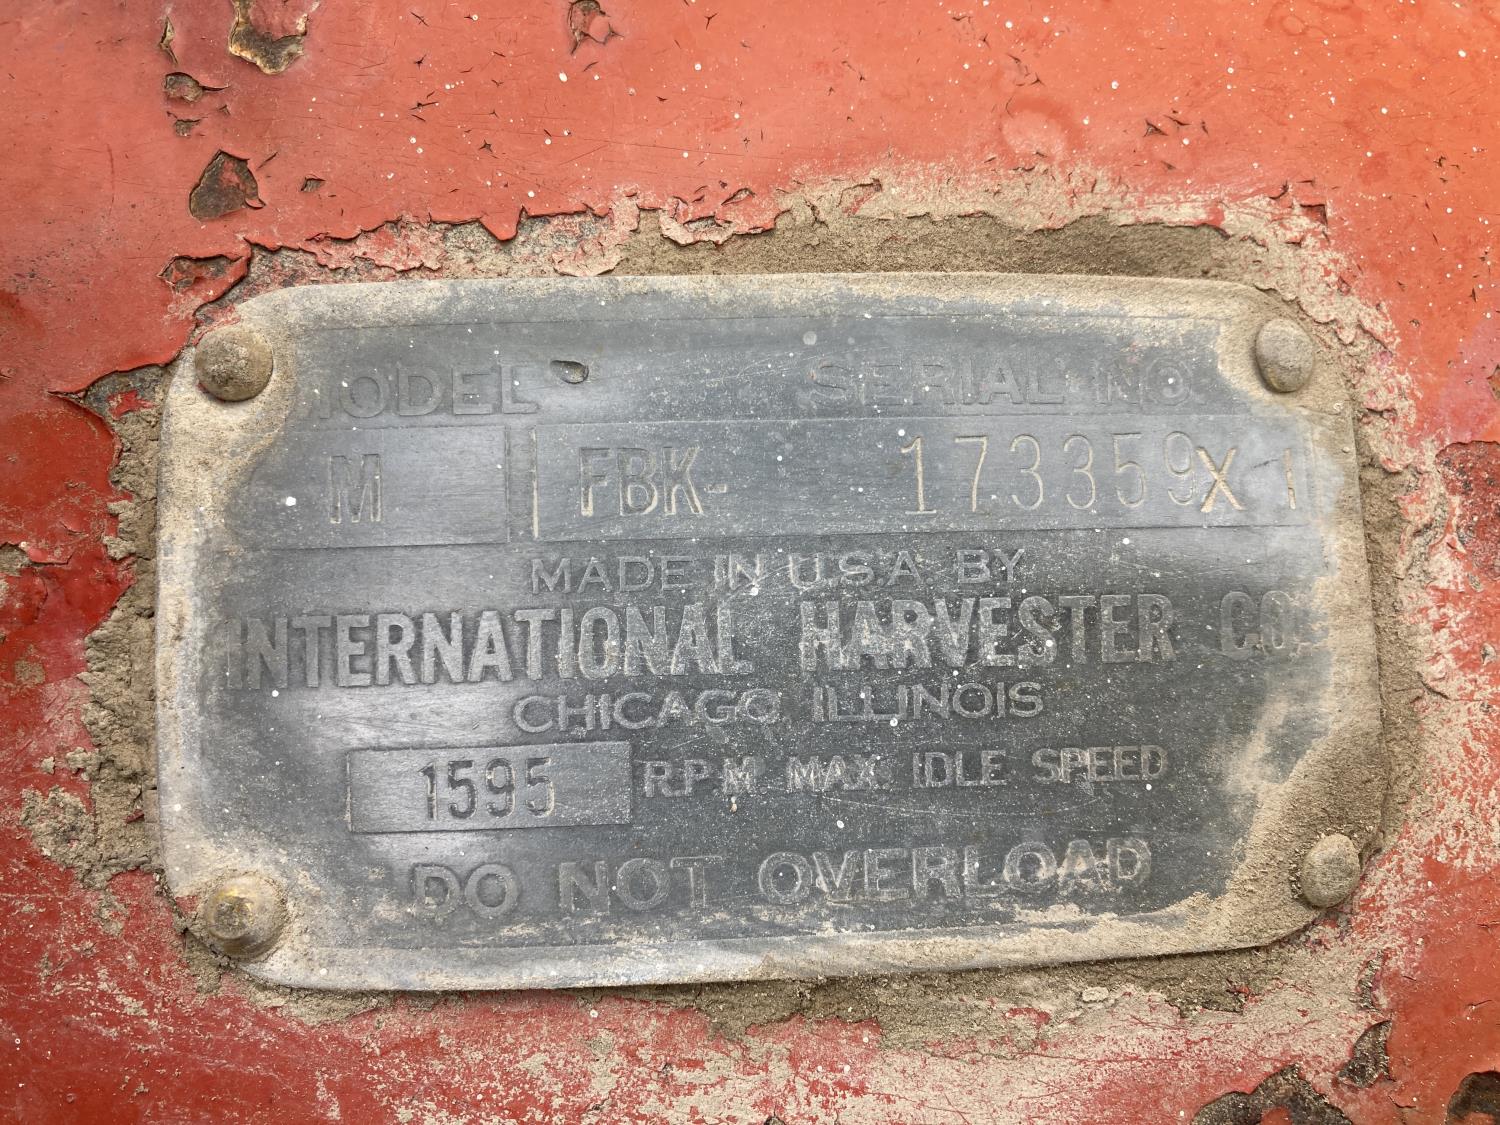 MODEL SERIAL NO.
M FBK- 173359X1
MADE IN U.S.A. BY
INTERNATIONAL HARVESTER CO.
CHICAGO, ILLINOIS
1595 R.P.M. MAX. IDLE SPEED
DO NOT OVERLOAD